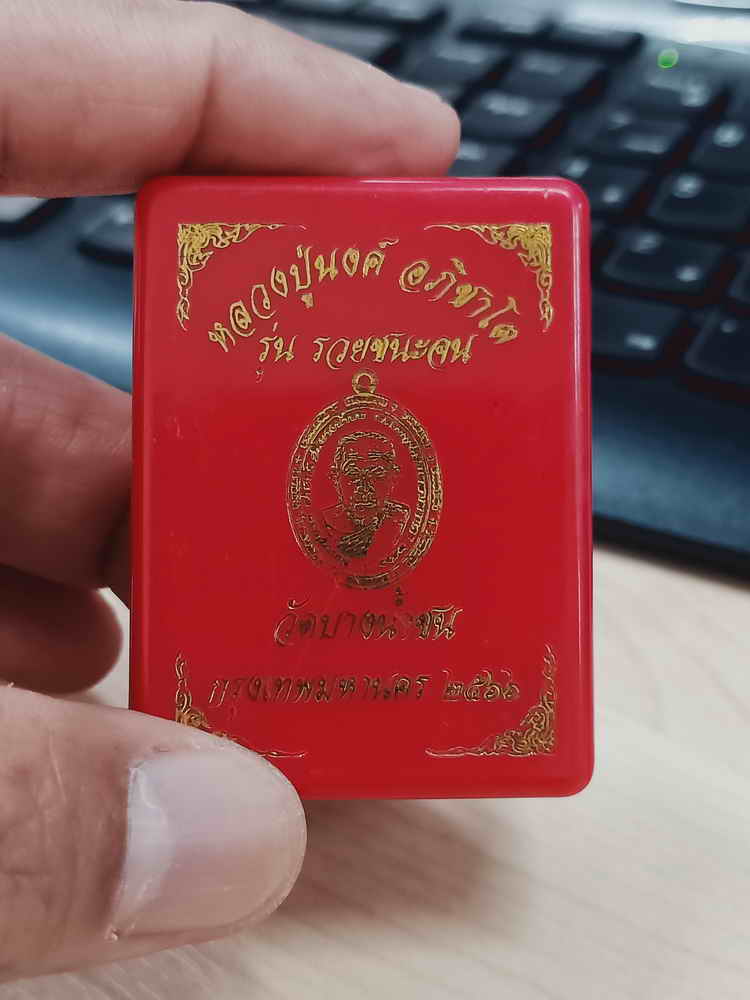 หลวงปู่นงค์ อภิชาโต
รุ่น รวยชนะจน
วัดบางน้ำชน
กรุงเทพมหานคร ๒๕๖๖